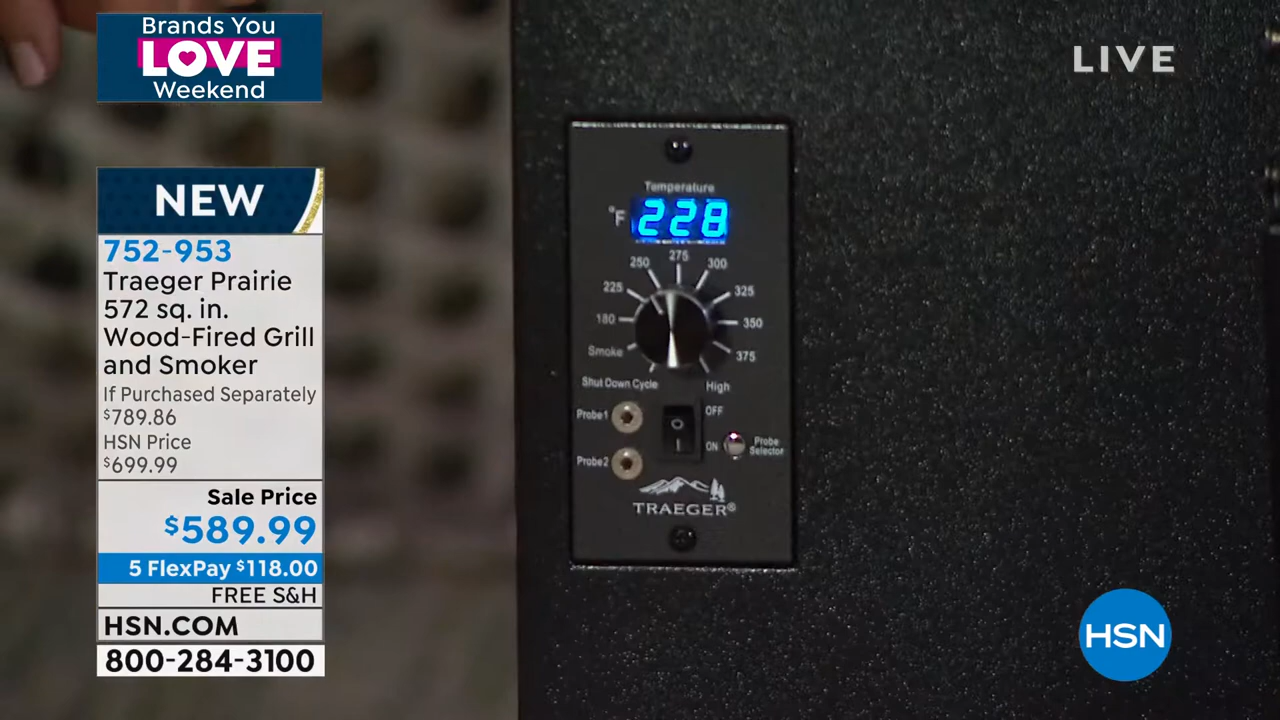 Brands You
LOVE
Weekend
LIVE
NEW
752-953
Traeger Prairie
572 sq. in.
Wood-Fired Grill
and Smoker
If Purchased Separately
$789.86
HSN Price
$699.99
Sale Price
$589.99
5 FlexPay $118.00
FREE S&H
HSN.COM
800-284-3100
Temperature
°F 228
275
250 300
225 325
180 350
Smoke 375
Shut Down Cycle High
Probe1 OFF
ON Probe Selector
Probe2
TRAEGER®
HSN